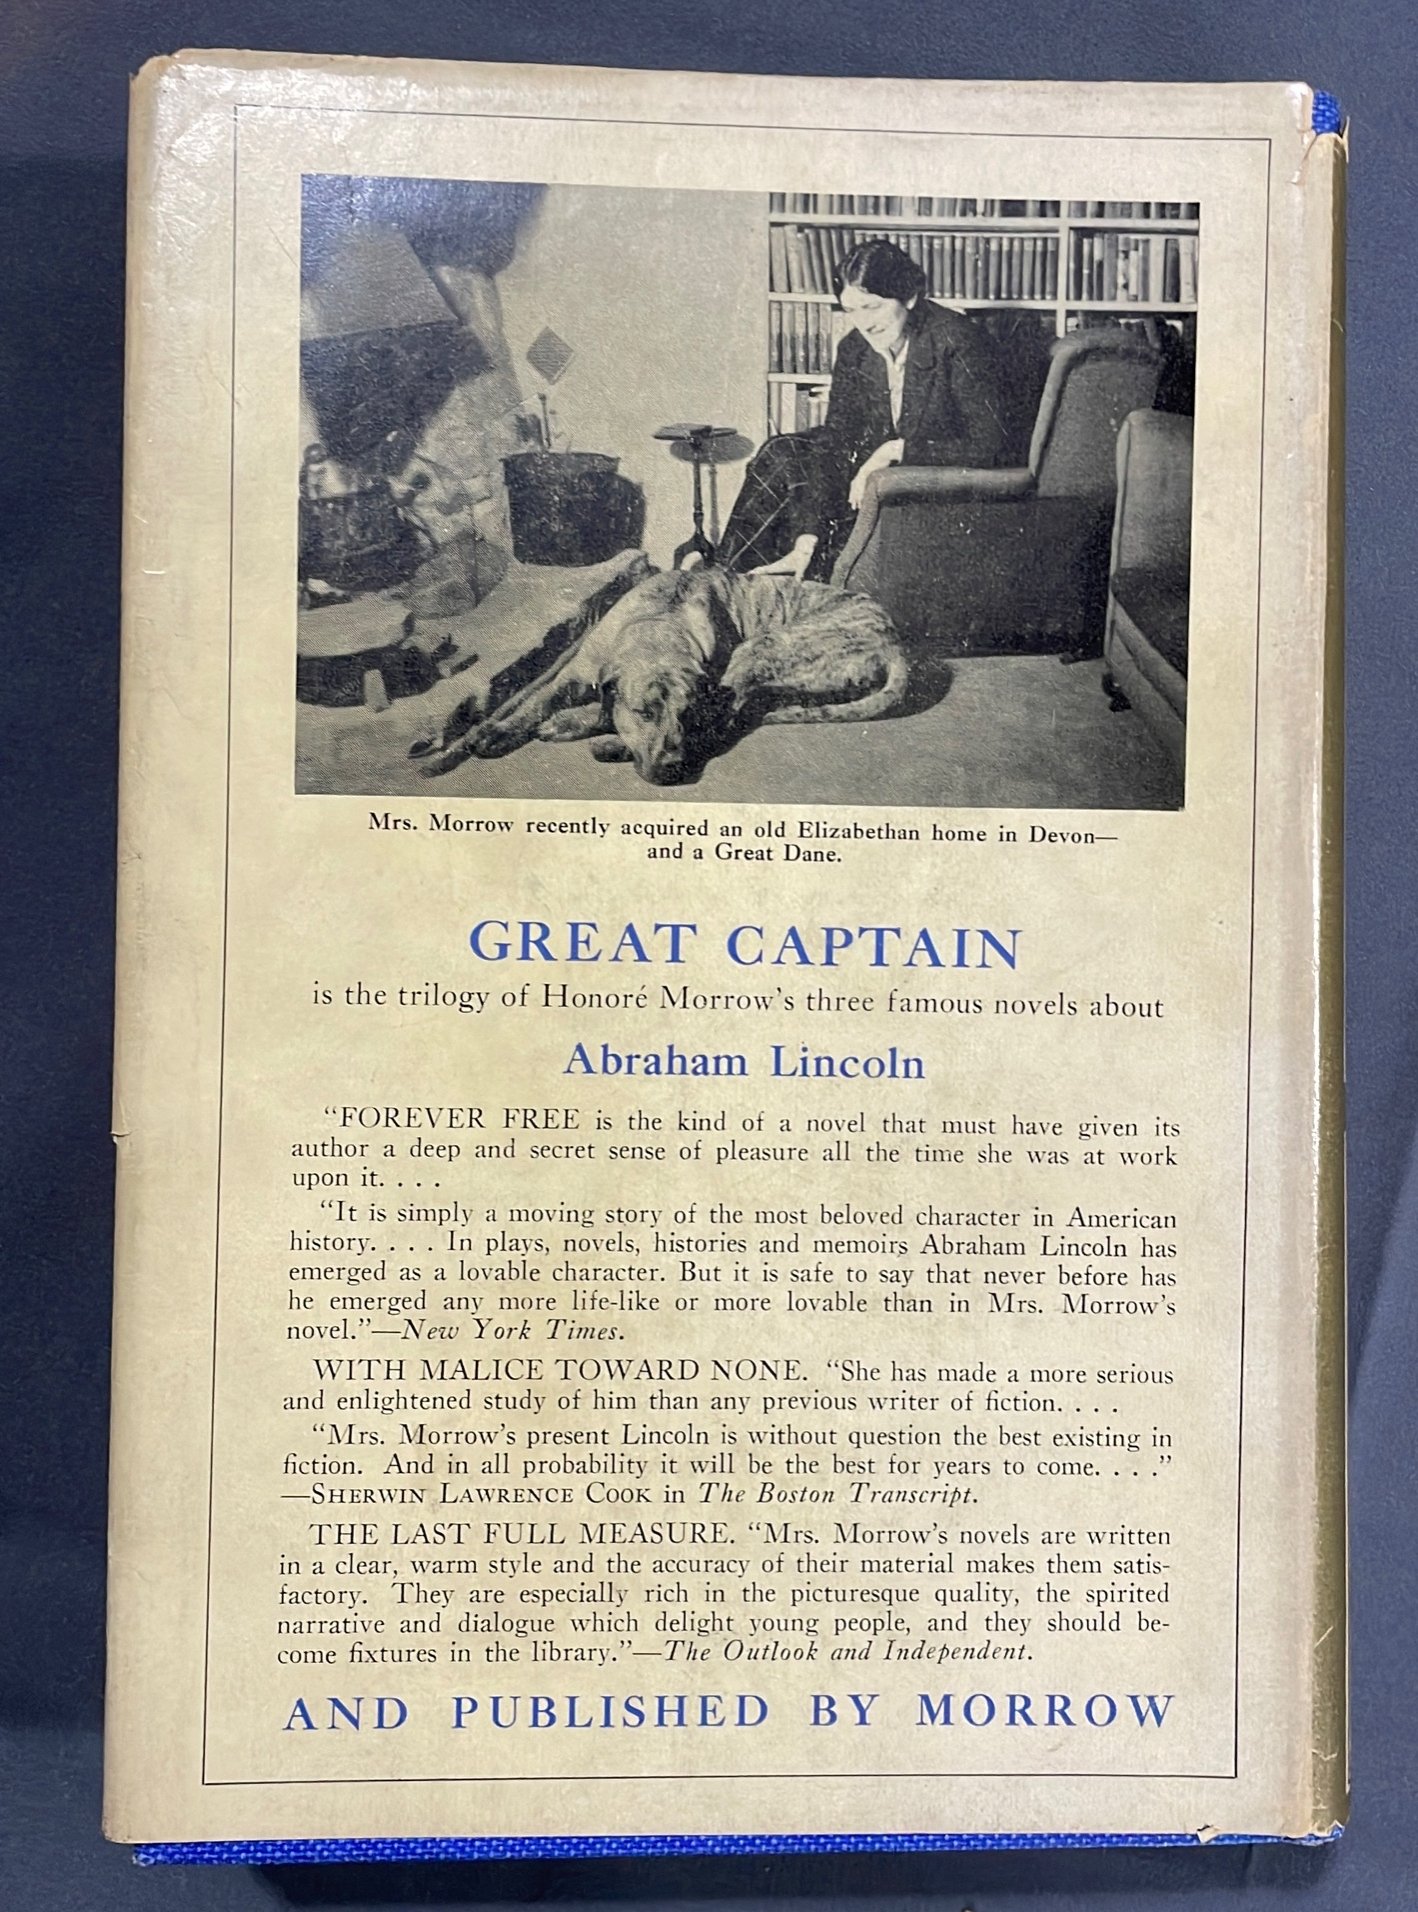 Mrs. Morrow recently acquired an old Elizabethan home in Devon—
and a Great Dane.
GREAT CAPTAIN
is the trilogy of Honoré Morrow's three famous novels about
Abraham Lincoln
"FOREVER FREE is the kind of a novel that must have given its
author a deep and secret sense of pleasure all the time she was at work
upon it. . . .
"It is simply a moving story of the most beloved character in American
history. . . . In plays, novels, histories and memoirs Abraham Lincoln has
emerged as a lovable character. But it is safe to say that never before has
he emerged any more life-like or more lovable than in Mrs. Morrow's
novel."—New York Times.
WITH MALICE TOWARD NONE. "She has made a more serious
and enlightened study of him than any previous writer of fiction. . . .
"Mrs. Morrow's present Lincoln is without question the best existing in
fiction. And in all probability it will be the best for years to come. . . ."
—SHERWIN LAWRENCE COOK in The Boston Transcript.
THE LAST FULL MEASURE. "Mrs. Morrow's novels are written
in a clear, warm style and the accuracy of their material makes them satis-
factory. They are especially rich in the picturesque quality, the spirited
narrative and dialogue which delight young people, and they should be-
come fixtures in the library."—The Outlook and Independent.
AND PUBLISHED BY MORROW